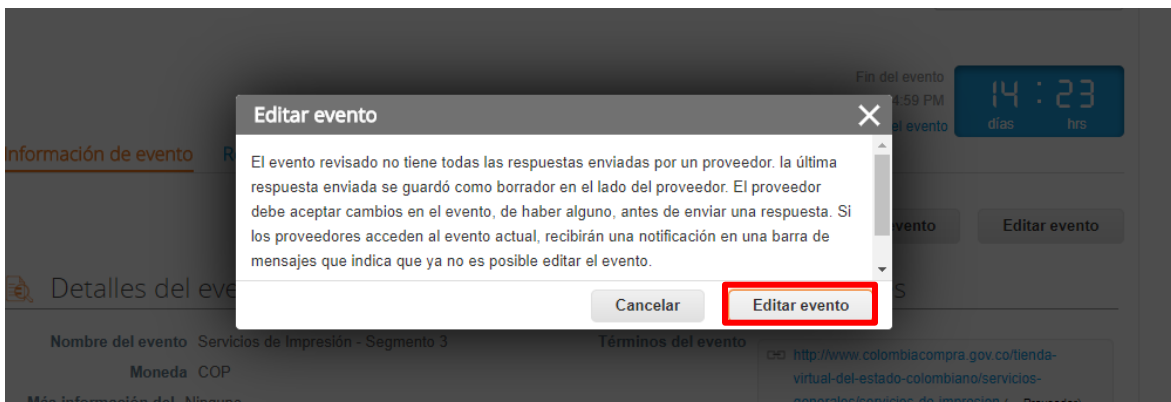 Fin del evento
4:59 PM
el evento
14 : 23
días hrs
Editar evento
Información de evento R
El evento revisado no tiene todas las respuestas enviadas por un proveedor. la última
respuesta enviada se guardó como borrador en el lado del proveedor. El proveedor
debe aceptar cambios en el evento, de haber alguno, antes de enviar una respuesta. Si
los proveedores acceden al evento actual, recibirán una notificación en una barra de
mensajes que indica que ya no es posible editar el evento.
Cancelar Editar evento
vento Editar evento
Detalles del eve s
Nombre del evento Servicios de Impresión - Segmento 3
Moneda COP
Términos del evento
http://www.colombiacompra.gov.co/tienda-
virtual-del-estado-colombiano/servicios-